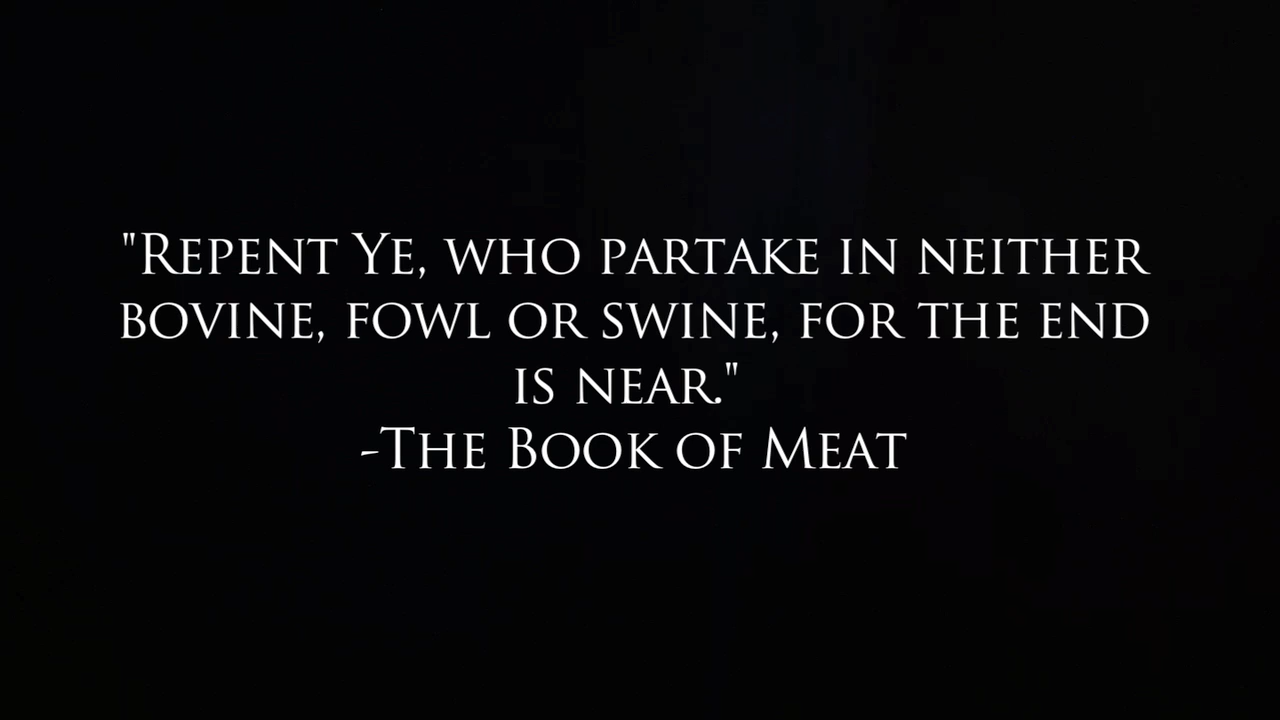 "Repent Ye, who partake in neither
bovine, fowl or swine, for the end
is near."
-The Book of Meat